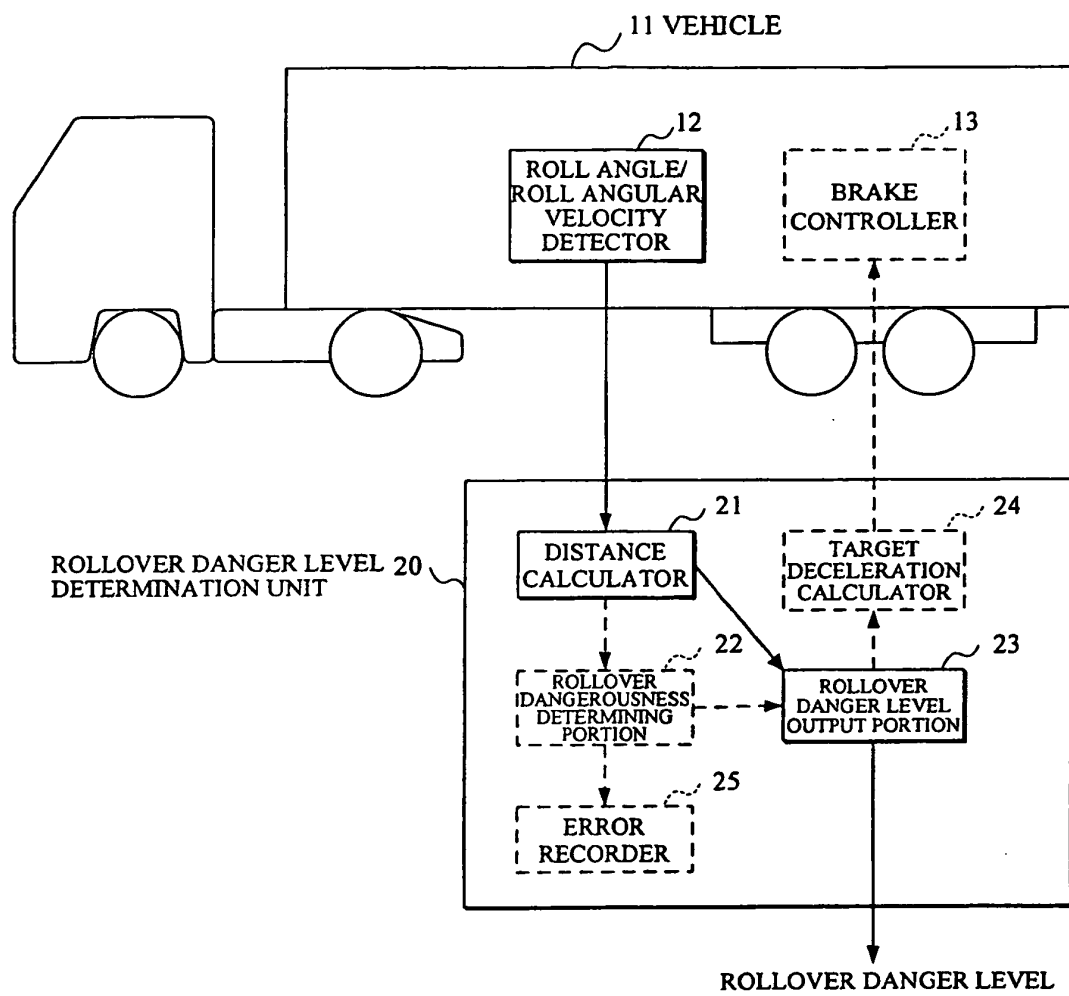 11 VEHICLE
12
ROLL ANGLE/
ROLL ANGULAR
VELOCITY
DETECTOR
13
BRAKE
CONTROLLER
ROLLOVER DANGER LEVEL
DETERMINATION UNIT
20
21
DISTANCE
CALCULATOR
24
TARGET
DECELERATION
CALCULATOR
22
ROLLOVER
DANGEROUSNESS
DETERMINING
PORTION
23
ROLLOVER
DANGER LEVEL
OUTPUT PORTION
25
ERROR
RECORDER
ROLLOVER DANGER LEVEL